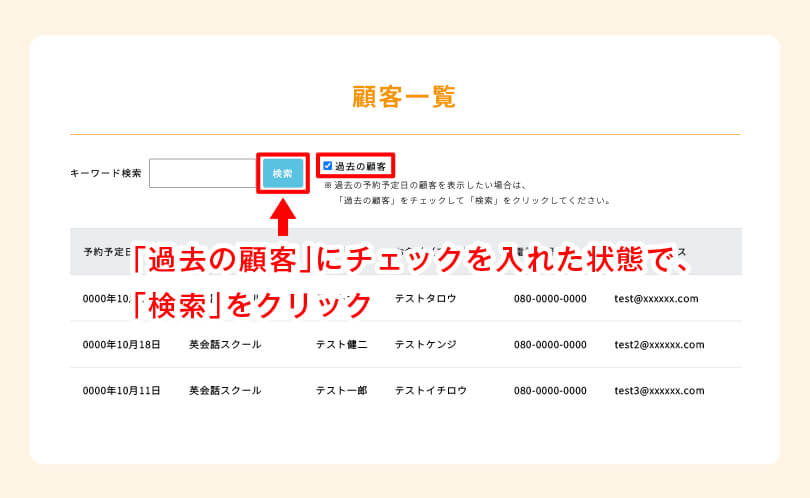 顧客一覧
キーワード検索 検索 過去の顧客
※ 過去の予約予定日の顧客を表示したい場合は、
「過去の顧客」をチェックして「検索」をクリックしてください。
予約予定日
「過去の顧客」にチェックを入れた状態で、
「検索」をクリック
0000年10月 テストタロウ 080-0000-0000 test@xxxxxx.com
0000年10月18日 英会話スクール テスト健二 テストケンジ 080-0000-0000 test2@xxxxxx.com
0000年10月11日 英会話スクール テスト一郎 テストイチロウ 080-0000-0000 test3@xxxxxx.com